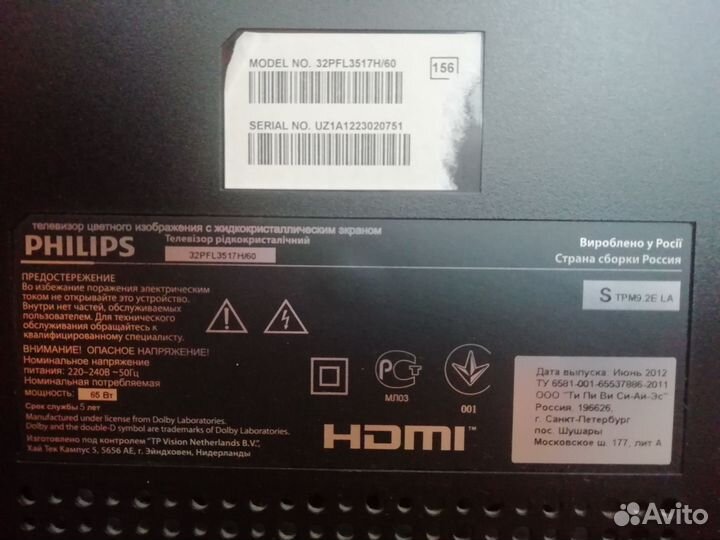 MODEL NO. 32PFL3517H/60
156
SERIAL NO. UZ1A1223020751
телевизор цветного изображения с жидкокристаллическим экраном
PHILIPS
Телевізор рідкокристалічний
32PFL3517H/60
Вироблено у Росії
Страна сборки Россия
ПРЕДОСТЕРЕЖЕНИЕ
Во избежание поражения электрическим
током не открывайте это устройство.
Внутри нет частей, обслуживаемых
пользователем. Для технического
обслуживания обращайтесь к
квалифицированному специалисту.
S TPM9.2E LA
ВНИМАНИЕ! ОПАСНОЕ НАПРЯЖЕНИЕ!
Номинальное напряжение
питания: 220–240В ~50Гц
Номинальная потребляемая
мощность: 65 Вт
Срок службы 5 лет
Manufactured under license from Dolby Laboratories.
Dolby and the double-D symbol are trademarks of Dolby Laboratories.
Изготовлено под контролем "TP Vision Netherlands B.V.",
Хай Тек Кампус 5, 5656 AE, г. Эйндховен, Нидерланды
МЛ03
001
HDMI™
Дата выпуска Июнь 2012
ТУ 6581-001-65537886-2011
ООО "Ти Пи Ви Си-Ай-Эс"
Россия. 196626,
г. Санкт-Петербург
пос. Шушары
Московское ш. 177, лит А
Avito